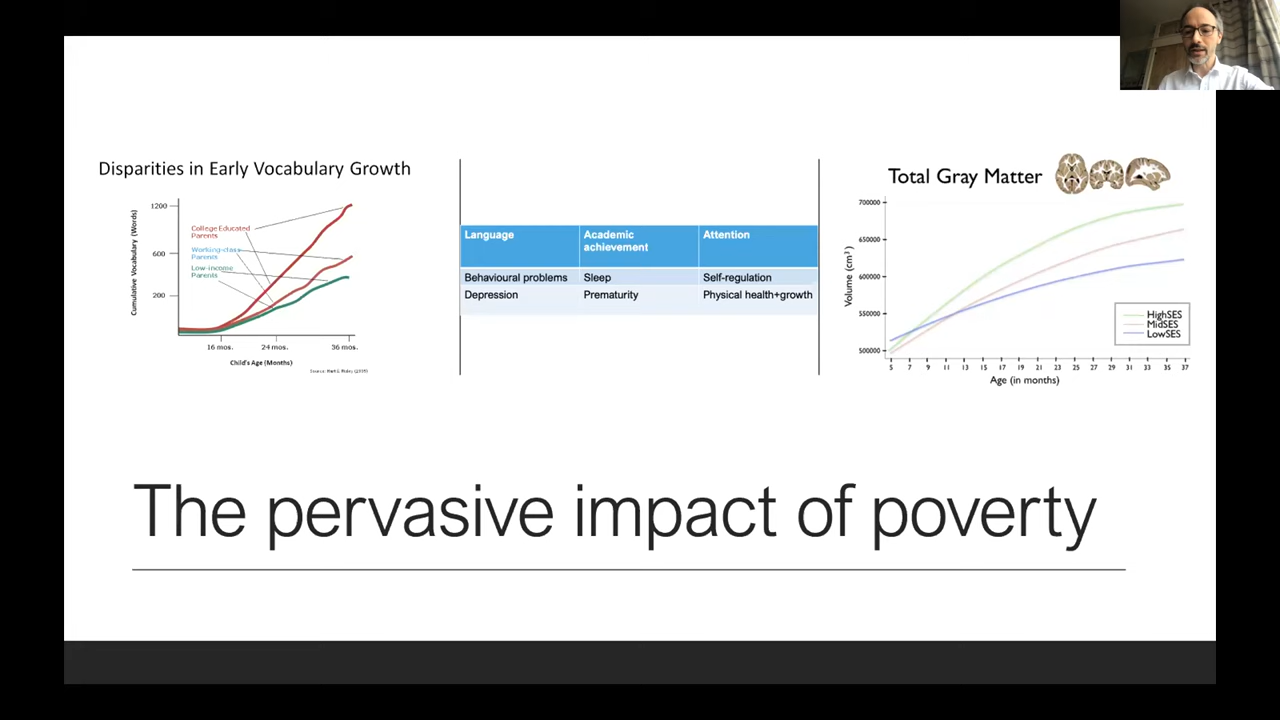 Disparities in Early Vocabulary Growth
Cumulative Vocabulary (Words)
1200
600
200
College Educated
Parents
Working-class
Parents
Low-income
Parents
16 mos.
24 mos.
36 mos.
Child's Age (Months)
Source: Hart & Risley (1995)
Language
Academic
achievement
Attention
Behavioural problems
Sleep
Self-regulation
Depression
Prematurity
Physical health+growth
Total Gray Matter
Volume (cm³)
700000
650000
600000
550000
500000
HighSES
MidSES
LowSES
5 7 9 11 13 15 17 19 21 23 25 27 29 31 33 35 37
Age (in months)
The pervasive impact of poverty